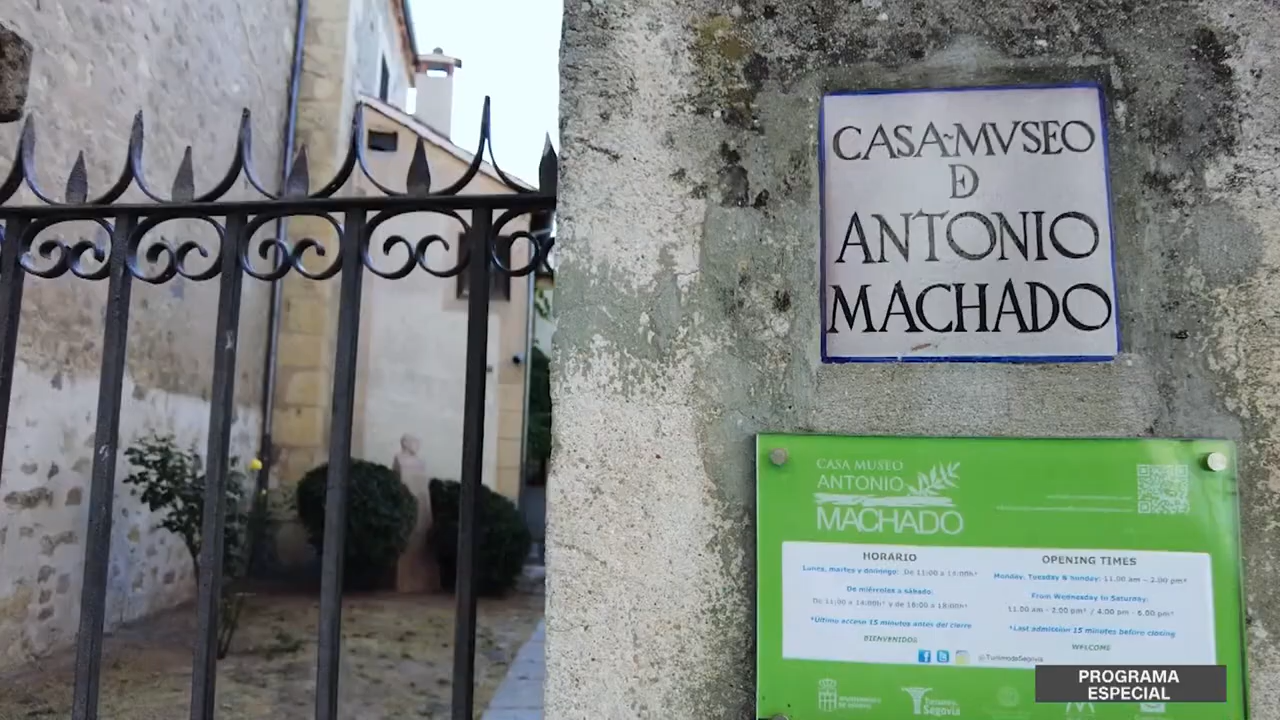 CASA-MVSEO
D
ANTONIO
MACHADO
CASA MUSEO
ANTONIO
MACHADO
HORARIO
Lunes, martes y domingo: De 11:00 a 14:00h*
De miércoles a sábado:
De 11:00 a 14:00h* y de 16:00 a 18:00h*
*Último acceso 15 minutos antes del cierre
BIENVENIDOS
OPENING TIMES
Monday, Tuesday & Sunday: 11.00 am - 2.00 pm*
From Wednesday to Saturday:
11.00 am - 2.00 pm* / 4.00 pm - 6.00 pm*
*Last admission 15 minutes before closing
WELCOME
@TurismodeSegovia
Segovia
PROGRAMA
ESPECIAL